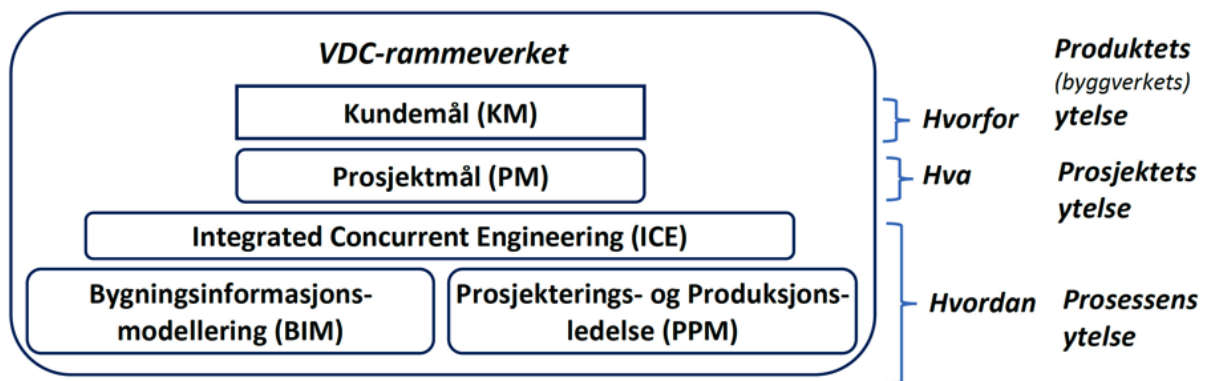 VDC-rammeverket
Kundemål (KM)
Prosjektmål (PM)
Integrated Concurrent Engineering (ICE)
Bygningsinformasjons-
modellering (BIM)
Prosjekterings- og Produksjons-
ledelse (PPM)
Hvorfor
Produktets
(byggverkets)
ytelse
Hva
Prosjektets
ytelse
Hvordan
Prosessens
ytelse